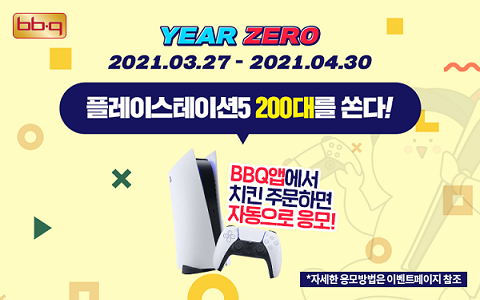 bb.q
YEAR ZERO
2021.03.27 - 2021.04.30
플레이스테이션5 200대를 쏜다!
BBQ앱에서
치킨 주문하면
자동으로 응모!
*자세한 응모방법은 이벤트페이지 참조